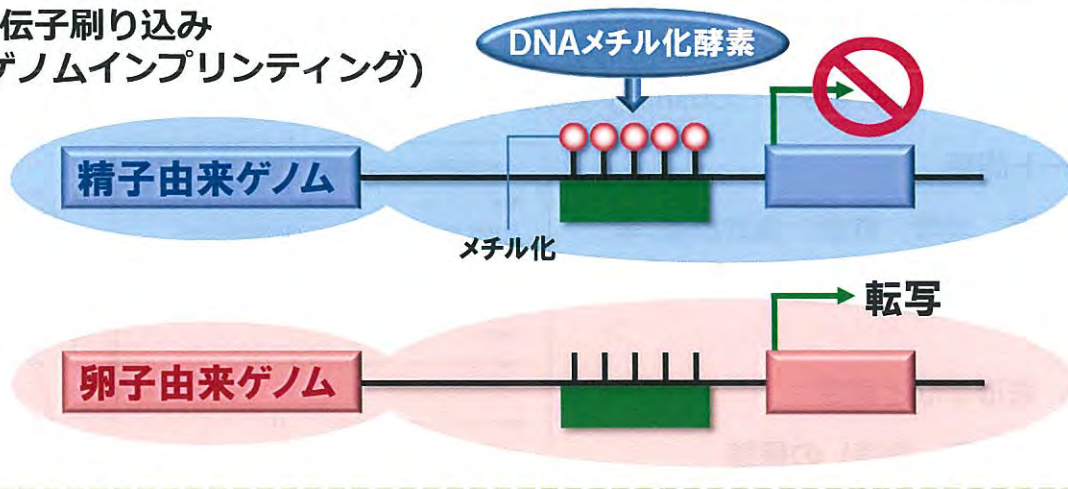 伝子刷り込み
ゲノムインプリンティング)
DNAメチル化酵素
精子由来ゲノム
メチル化
転写
卵子由来ゲノム